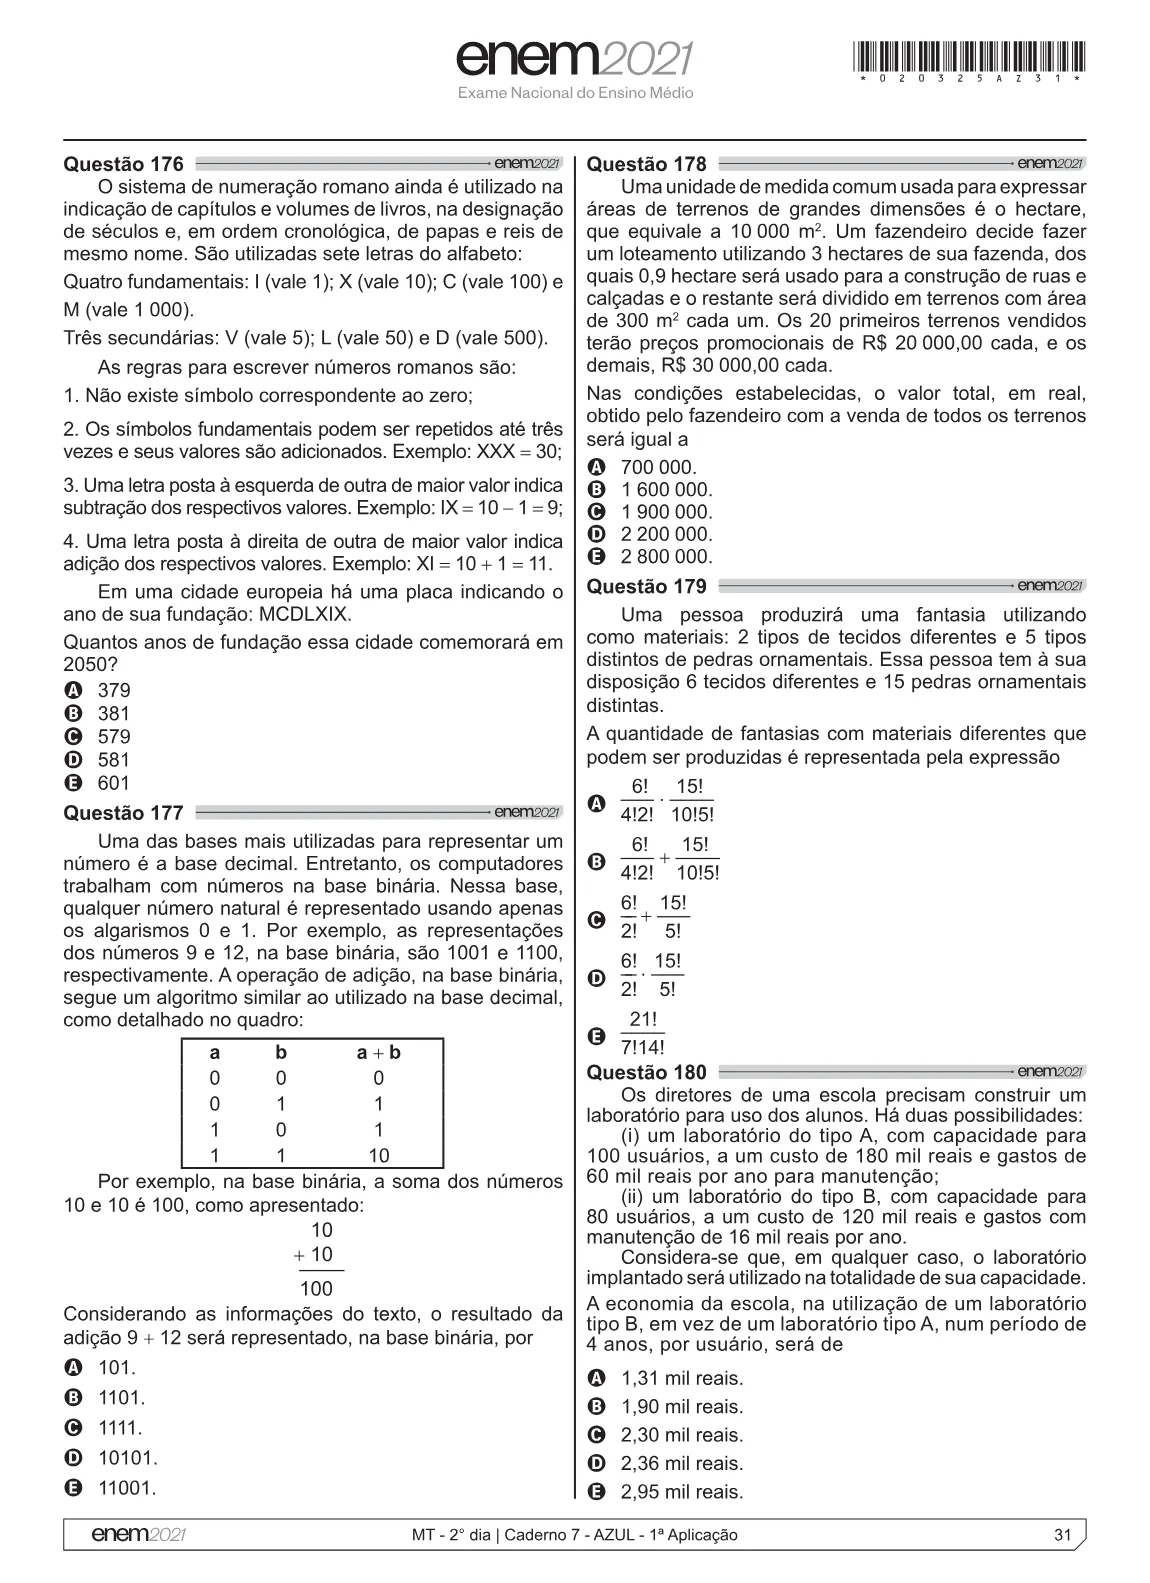 enem2021
Exame Nacional do Ensino Médio
*020325AZ31*
Questão 176 enem2021
O sistema de numeração romano ainda é utilizado na
indicação de capítulos e volumes de livros, na designação
de séculos e, em ordem cronológica, de papas e reis de
mesmo nome. São utilizadas sete letras do alfabeto:
Quatro fundamentais: I (vale 1); X (vale 10); C (vale 100) e
M (vale 1 000).
Três secundárias: V (vale 5); L (vale 50) e D (vale 500).
As regras para escrever números romanos são:
1. Não existe símbolo correspondente ao zero;
2. Os símbolos fundamentais podem ser repetidos até três
vezes e seus valores são adicionados. Exemplo: XXX = 30;
3. Uma letra posta à esquerda de outra de maior valor indica
subtração dos respectivos valores. Exemplo: IX = 10 – 1 = 9;
4. Uma letra posta à direita de outra de maior valor indica
adição dos respectivos valores. Exemplo: XI = 10 + 1 = 11.
Em uma cidade europeia há uma placa indicando o
ano de sua fundação: MCDLXIX.
Quantos anos de fundação essa cidade comemorará em
2050?
A 379
B 381
C 579
D 581
E 601
Questão 177 enem2021
Uma das bases mais utilizadas para representar um
número é a base decimal. Entretanto, os computadores
trabalham com números na base binária. Nessa base,
qualquer número natural é representado usando apenas
os algarismos 0 e 1. Por exemplo, as representações
dos números 9 e 12, na base binária, são 1001 e 1100,
respectivamente. A operação de adição, na base binária,
segue um algoritmo similar ao utilizado na base decimal,
como detalhado no quadro:
a b a + b
0 0 0
0 1 1
1 0 1
1 1 10
Por exemplo, na base binária, a soma dos números
10 e 10 é 100, como apresentado:
10
+ 10
100
Considerando as informações do texto, o resultado da
adição 9 + 12 será representado, na base binária, por
A 101.
B 1101.
C 1111.
D 10101.
E 11001.
Questão 178 enem2021
Uma unidade de medida comum usada para expressar
áreas de terrenos de grandes dimensões é o hectare,
que equivale a 10 000 m². Um fazendeiro decide fazer
um loteamento utilizando 3 hectares de sua fazenda, dos
quais 0,9 hectare será usado para a construção de ruas e
calçadas e o restante será dividido em terrenos com área
de 300 m² cada um. Os 20 primeiros terrenos vendidos
terão preços promocionais de R$ 20 000,00 cada, e os
demais, R$ 30 000,00 cada.
Nas condições estabelecidas, o valor total, em real,
obtido pelo fazendeiro com a venda de todos os terrenos
será igual a
A 700 000.
B 1 600 000.
C 1 900 000.
D 2 200 000.
E 2 800 000.
Questão 179 enem2021
Uma pessoa produzirá uma fantasia utilizando
como materiais: 2 tipos de tecidos diferentes e 5 tipos
distintos de pedras ornamentais. Essa pessoa tem à sua
disposição 6 tecidos diferentes e 15 pedras ornamentais
distintas.
A quantidade de fantasias com materiais diferentes que
podem ser produzidas é representada pela expressão
6! 15!
A ·
4!2! 10!5!
6! 15!
B +
4!2! 10!5!
6! 15!
C +
2! 5!
6! 15!
D ·
2! 5!
21!
E
7!14!
Questão 180 enem2021
Os diretores de uma escola precisam construir um
laboratório para uso dos alunos. Há duas possibilidades:
(i) um laboratório do tipo A, com capacidade para
100 usuários, a um custo de 180 mil reais e gastos de
60 mil reais por ano para manutenção;
(ii) um laboratório do tipo B, com capacidade para
80 usuários, a um custo de 120 mil reais e gastos com
manutenção de 16 mil reais por ano.
Considera-se que, em qualquer caso, o laboratório
implantado será utilizado na totalidade de sua capacidade.
A economia da escola, na utilização de um laboratório
tipo B, em vez de um laboratório tipo A, num período de
4 anos, por usuário, será de
A 1,31 mil reais.
B 1,90 mil reais.
C 2,30 mil reais.
D 2,36 mil reais.
E 2,95 mil reais.
enem2021 MT - 2° dia | Caderno 7 - AZUL - 1ª Aplicação 31